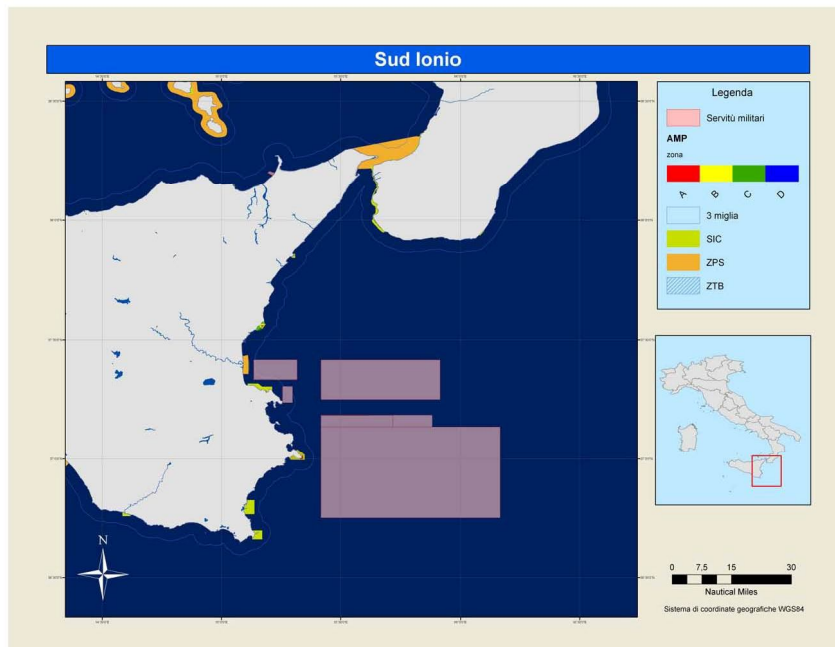 Sud Ionio
Legenda
Servitù militari
AMP
zona
A B C D
3 miglia
SIC
ZPS
ZTB
N
0 7,5 15 30
Nautical Miles
Sistema di coordinate geografiche WGS84